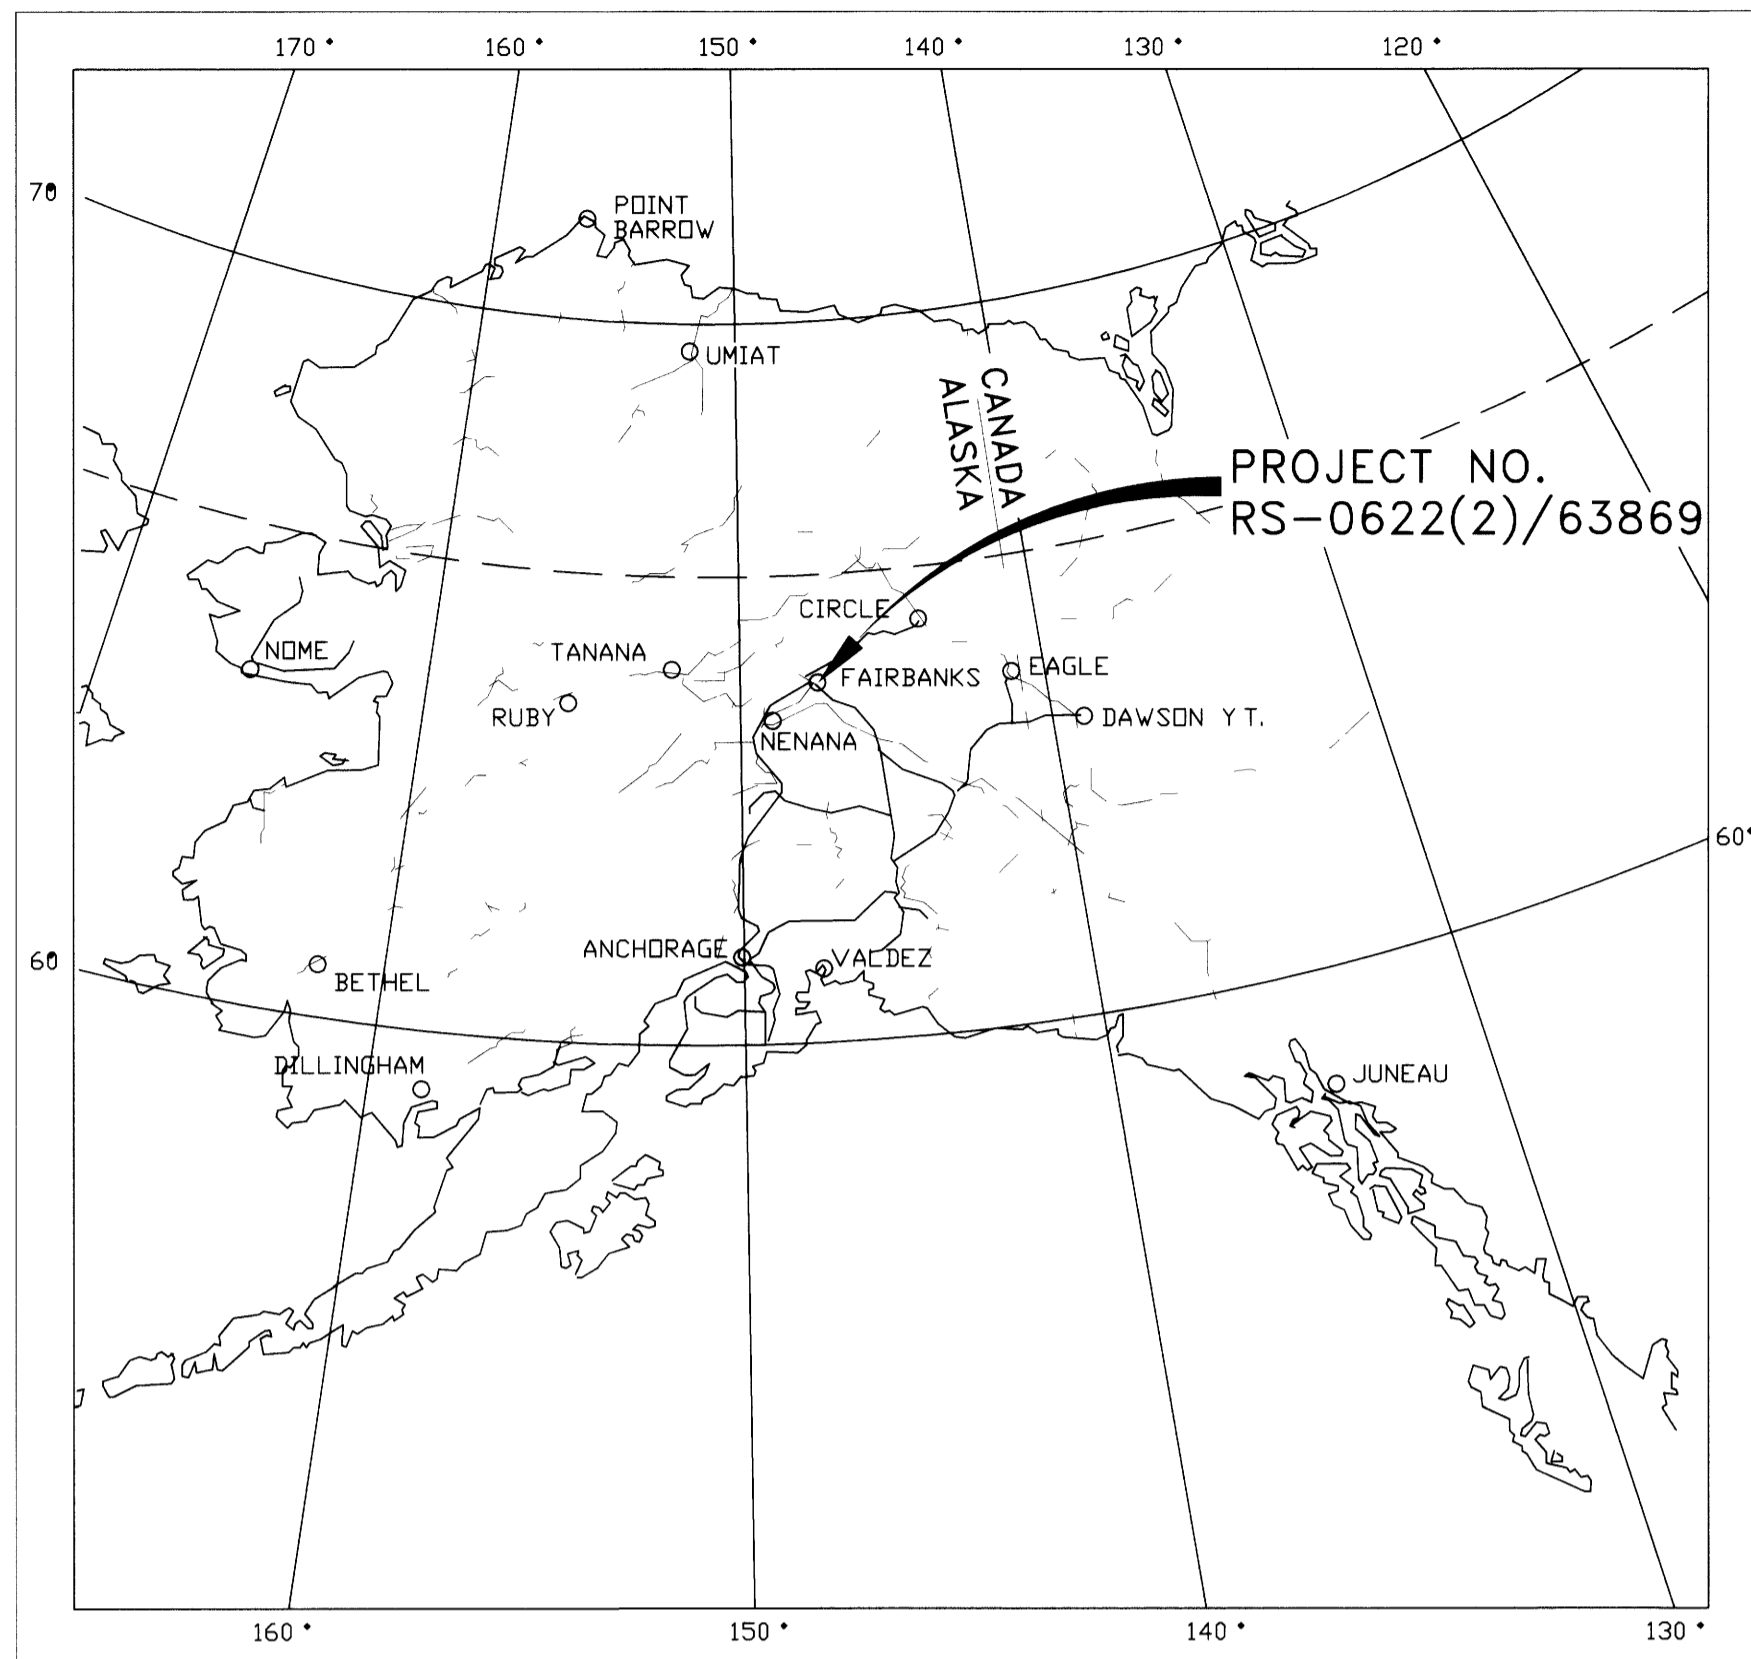 170°
160°
150°
140°
130°
120°
70°
POINT
BARROW
UMIAT
CANADA
ALASKA
PROJECT NO.
RS-0622(2)/63869
CIRCLE
NOME
TANANA
FAIRBANKS
EAGLE
RUBY
DAWSON Y T.
NENANA
60°
60°
ANCHORAGE
VALDEZ
BETHEL
DILLINGHAM
JUNEAU
160°
150°
140°
130°